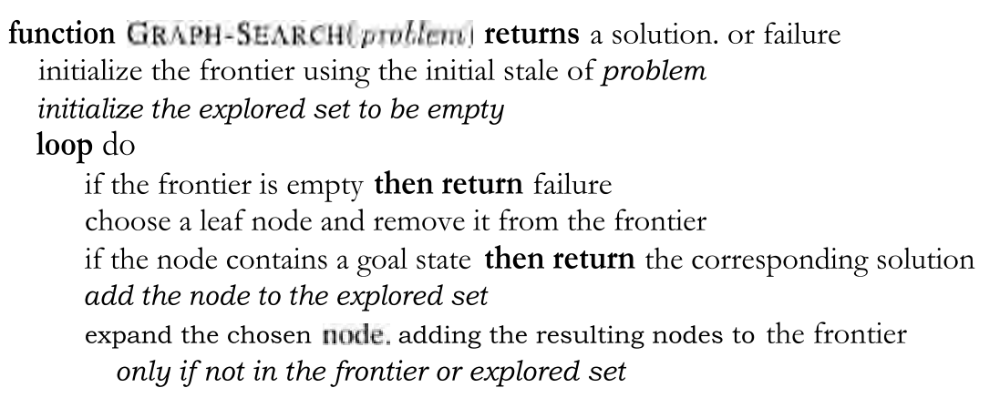 function GRAPH-SEARCH(problem) returns a solution. or failure
initialize the frontier using the initial stale of problem
initialize the explored set to be empty
loop do
if the frontier is empty then return failure
choose a leaf node and remove it from the frontier
if the node contains a goal state then return the corresponding solution
add the node to the explored set
expand the chosen node. adding the resulting nodes to the frontier
only if not in the frontier or explored set